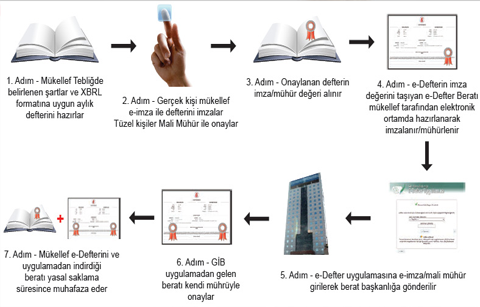 1. Adım - Mükellef Tebliğde
belirlenen şartlar ve XBRL
formatına uygun aylık
defterini hazırlar
2. Adım - Gerçek kişi mükellef
e-imza ile defterini imzalar
Tüzel kişiler Mali Mühür ile onaylar
3. Adım - Onaylanan defterin
imza/mühür değeri alınır
4. Adım - e-Defterin imza
değerini taşıyan e-Defter Beratı
mükellef tarafından elektronik
ortamda hazırlanarak
imzalanır/mühürlenir
5. Adım - e-Defter uygulamasına e-imza/mali mühür
girilerek berat başkanlığa gönderilir
6. Adım - GİB
uygulamadan gelen
beratı kendi mührüyle
onaylar
7. Adım - Mükellef e-Defterini ve
uygulamadan indirdiği
beratı yasal saklama
süresince muhafaza eder